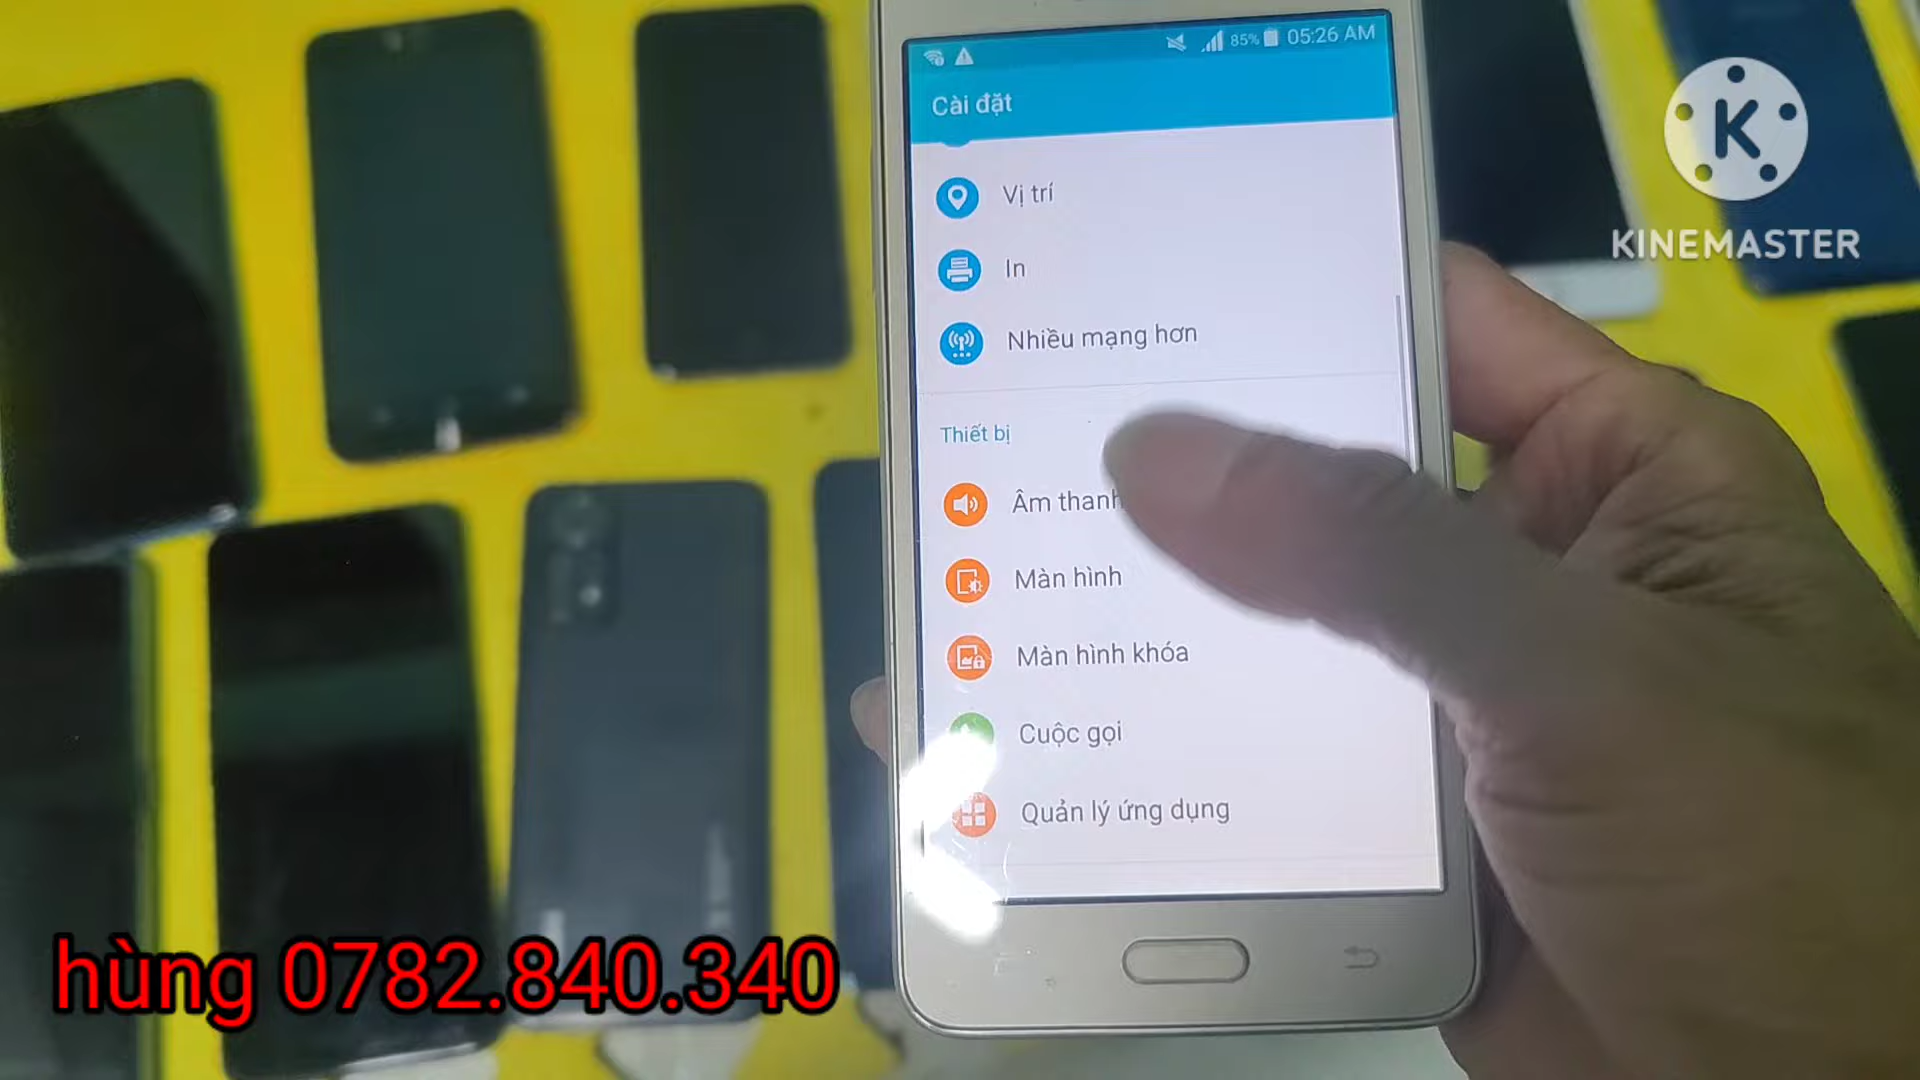 85% 05:26 AM
Cài đặt
Vị trí
In
Nhiều mạng hơn
Thiết bị
Âm thanh
Màn hình
Màn hình khóa
Cuộc gọi
Quản lý ứng dụng
K
KINEMASTER
hùng 0782.840.340